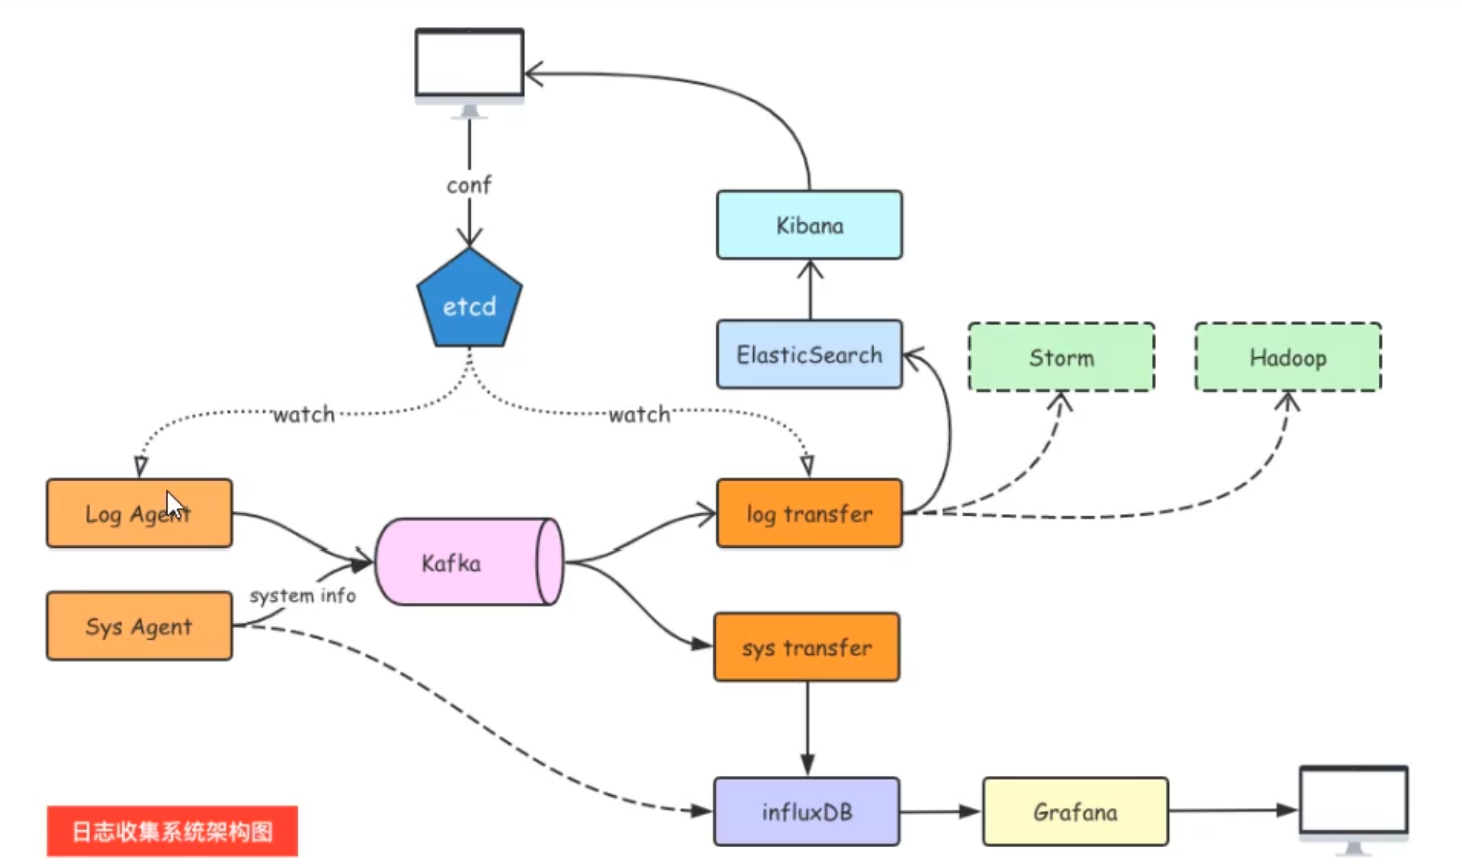 conf
Kibana
etcd
ElasticSearch
Storm
Hadoop
watch
watch
Log Agent
log transfer
Kafka
system info
Sys Agent
sys transfer
influxDB
Grafana
日志收集系统架构图